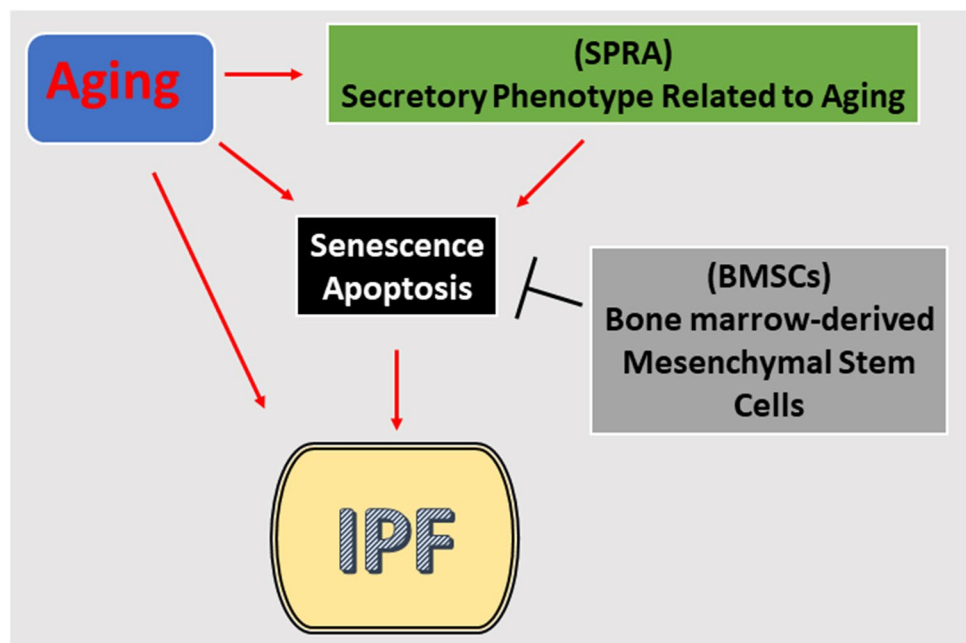 Aging
(SPRA)
Secretory Phenotype Related to Aging
Senescence
Apoptosis
(BMSCs)
Bone marrow-derived
Mesenchymal Stem
Cells
IPF